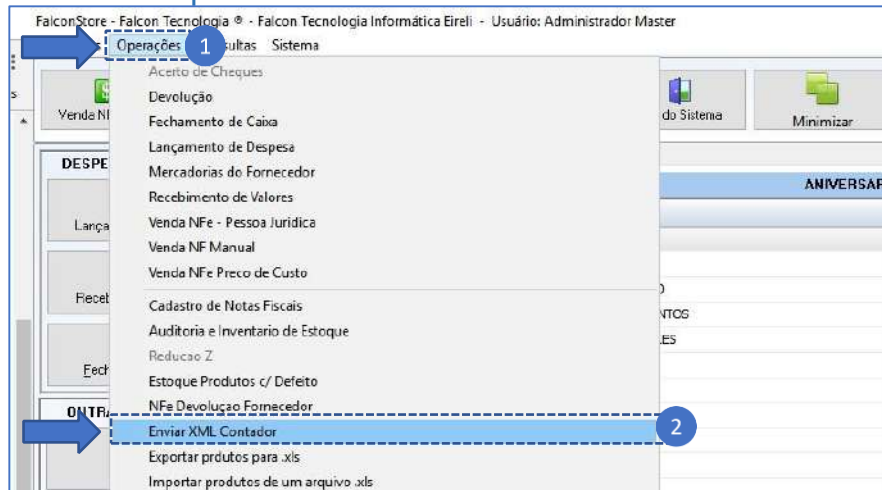 FalconStore - Falcon Tecnologia ® - Falcon Tecnologia Informática Eireli - Usuário: Administrador Master
Operações 1 sultas Sistema
s
Venda NF
do Sistema
Minimizar
Acerto de Cheques
Devolução
Fechamento de Caixa
Lançamento de Despesa
Mercadorias do Fornecedor
Recebimento de Valores
Venda NFe - Pessoa Juridica
Venda NF Manual
Venda NFe Preco de Custo
Cadastro de Notas Fiscais
Auditoria e Inventario de Estoque
Reducao Z
Estoque Produtos c/ Defeito
NFe Devoluçao Fornecedor
Enviar XML Contador 2
Exportar prdutos para .xls
Importar produtos de um arquivo .xls
DESPE
Lança
Receb
Fech
ONTR
ANIVERSAR
NTOS
ES